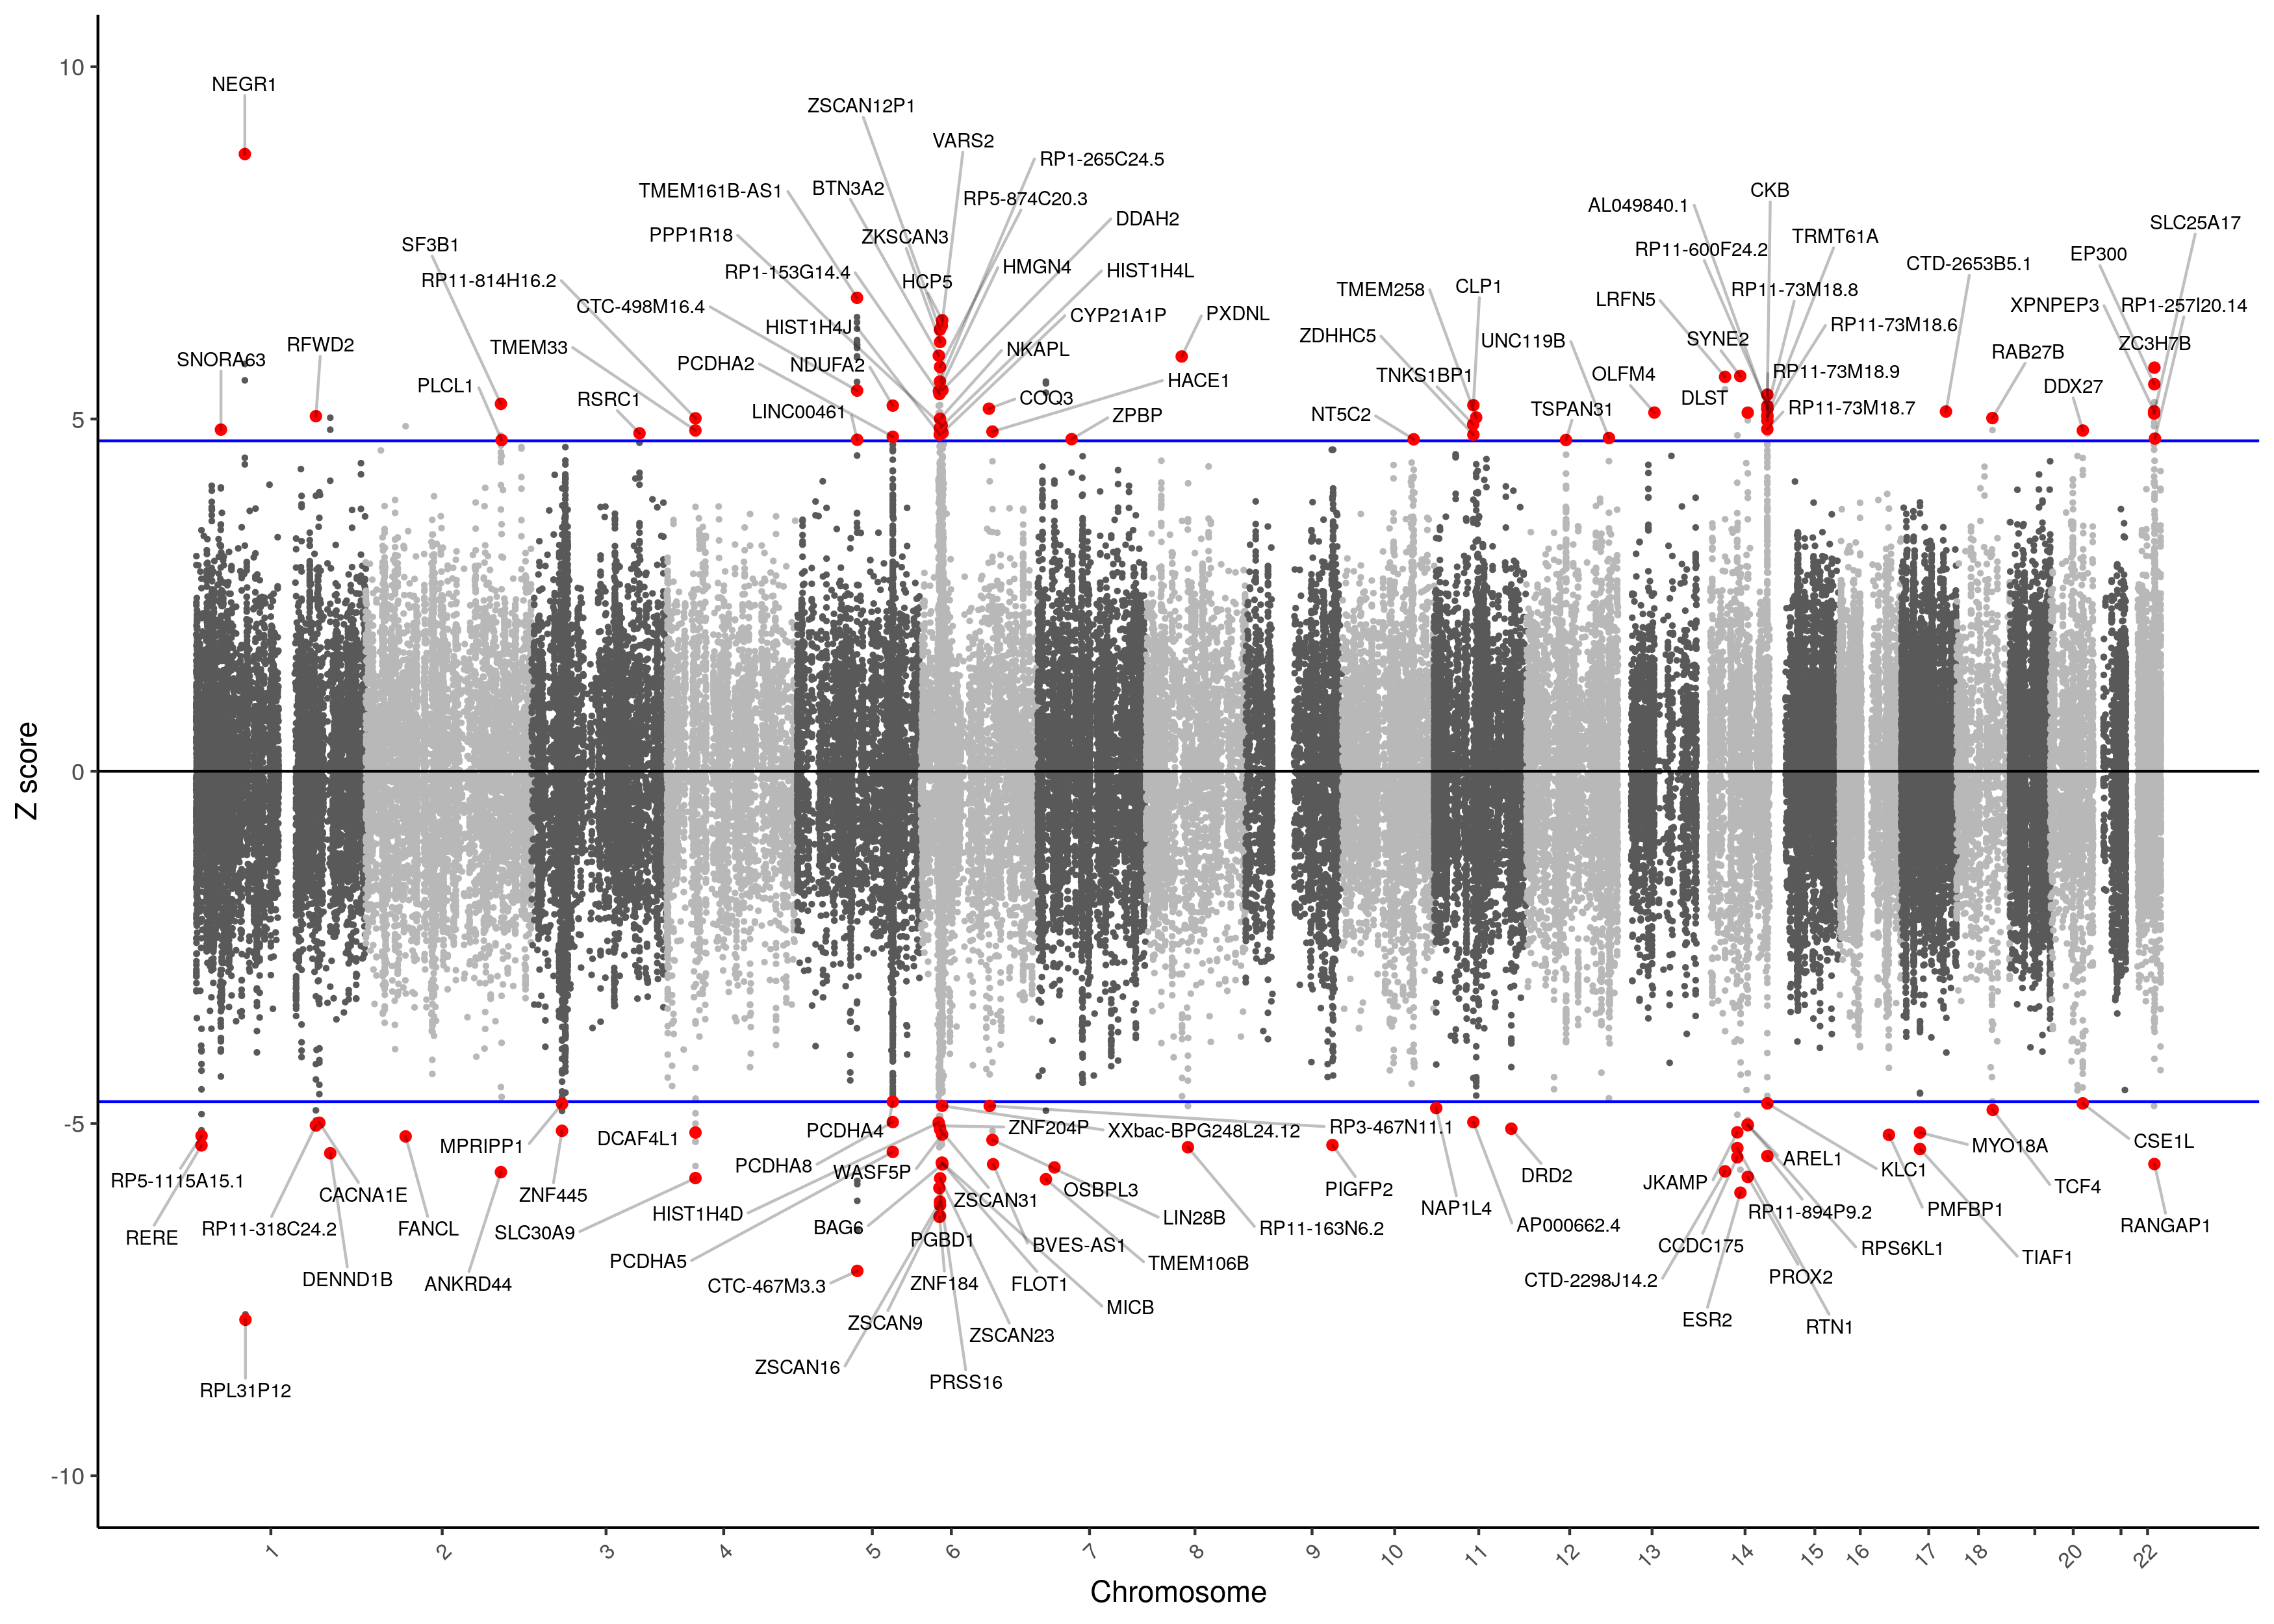 10
NEGR1
ZSCAN12P1
VARS2
RP1-265C24.5
TMEM161B-AS1
BTN3A2
RP5-874C20.3
CKB
AL049840.1
DDAH2
SLC25A17
PPP1R18
ZKSCAN3
TRMT61A
SF3B1
RP11-600F24.2
EP300
CTD-2653B5.1
RP1-153G14.4
HMGN4
HIST1H4L
RP11-814H16.2
HCP5
TMEM258
CLP1
RP11-73M18.8
LRFN5
CTC-498M16.4
XPNPEP3
RP1-257I20.14
CYP21A1P
PXDNL
HIST1H4J
RP11-73M18.6
ZDHHC5
UNC119B
SYNE2
RFWD2
ZC3H7B
TMEM33
NKAPL
RAB27B
SNORA63
PCDHA2
NDUFA2
TNKS1BP1
OLFM4
RP11-73M18.9
HACE1
PLCL1
DDX27
RSRC1
COQ3
DLST
LINC00461
ZPBP
NT5C2
TSPAN31
RP11-73M18.7
5
Z score
0
-5
PCDHA4
ZNF204P
XXbac-BPG248L24.12
RP3-467N11.1
DCAF4L1
CSE1L
MPRIPP1
MYO18A
AREL1
PCDHA8
KLC1
WASF5P
DRD2
RP5-1115A15.1
JKAMP
TCF4
CACNA1E
ZNF445
OSBPL3
PIGFP2
ZSCAN31
NAP1L4
PMFBP1
HIST1H4D
LIN28B
RP11-894P9.2
RP11-318C24.2
FANCL
BAG6
RP11-163N6.2
AP000662.4
RANGAP1
SLC30A9
RERE
PGBD1
BVES-AS1
CCDC175
RPS6KL1
PCDHA5
TMEM106B
TIAF1
DENND1B
ANKRD44
CTC-467M3.3
ZNF184
FLOT1
CTD-2298J14.2
PROX2
MICB
ZSCAN9
ZSCAN23
ESR2
RTN1
ZSCAN16
PRSS16
RPL31P12
-10
1 2 3 4 5 6 7 8 9 10 11 12 13 14 15 16 17 18 20 22
Chromosome